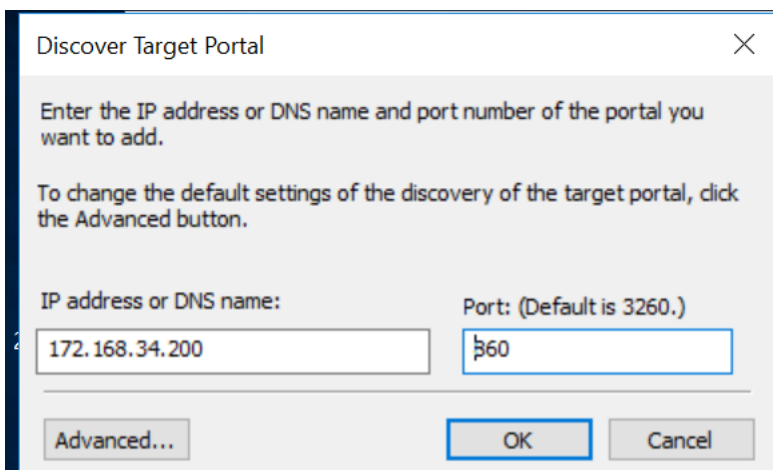 Discover Target Portal
Enter the IP address or DNS name and port number of the portal you
want to add.
To change the default settings of the discovery of the target portal, click
the Advanced button.
IP address or DNS name:
Port: (Default is 3260.)
172.168.34.200
860
Advanced...
OK
Cancel